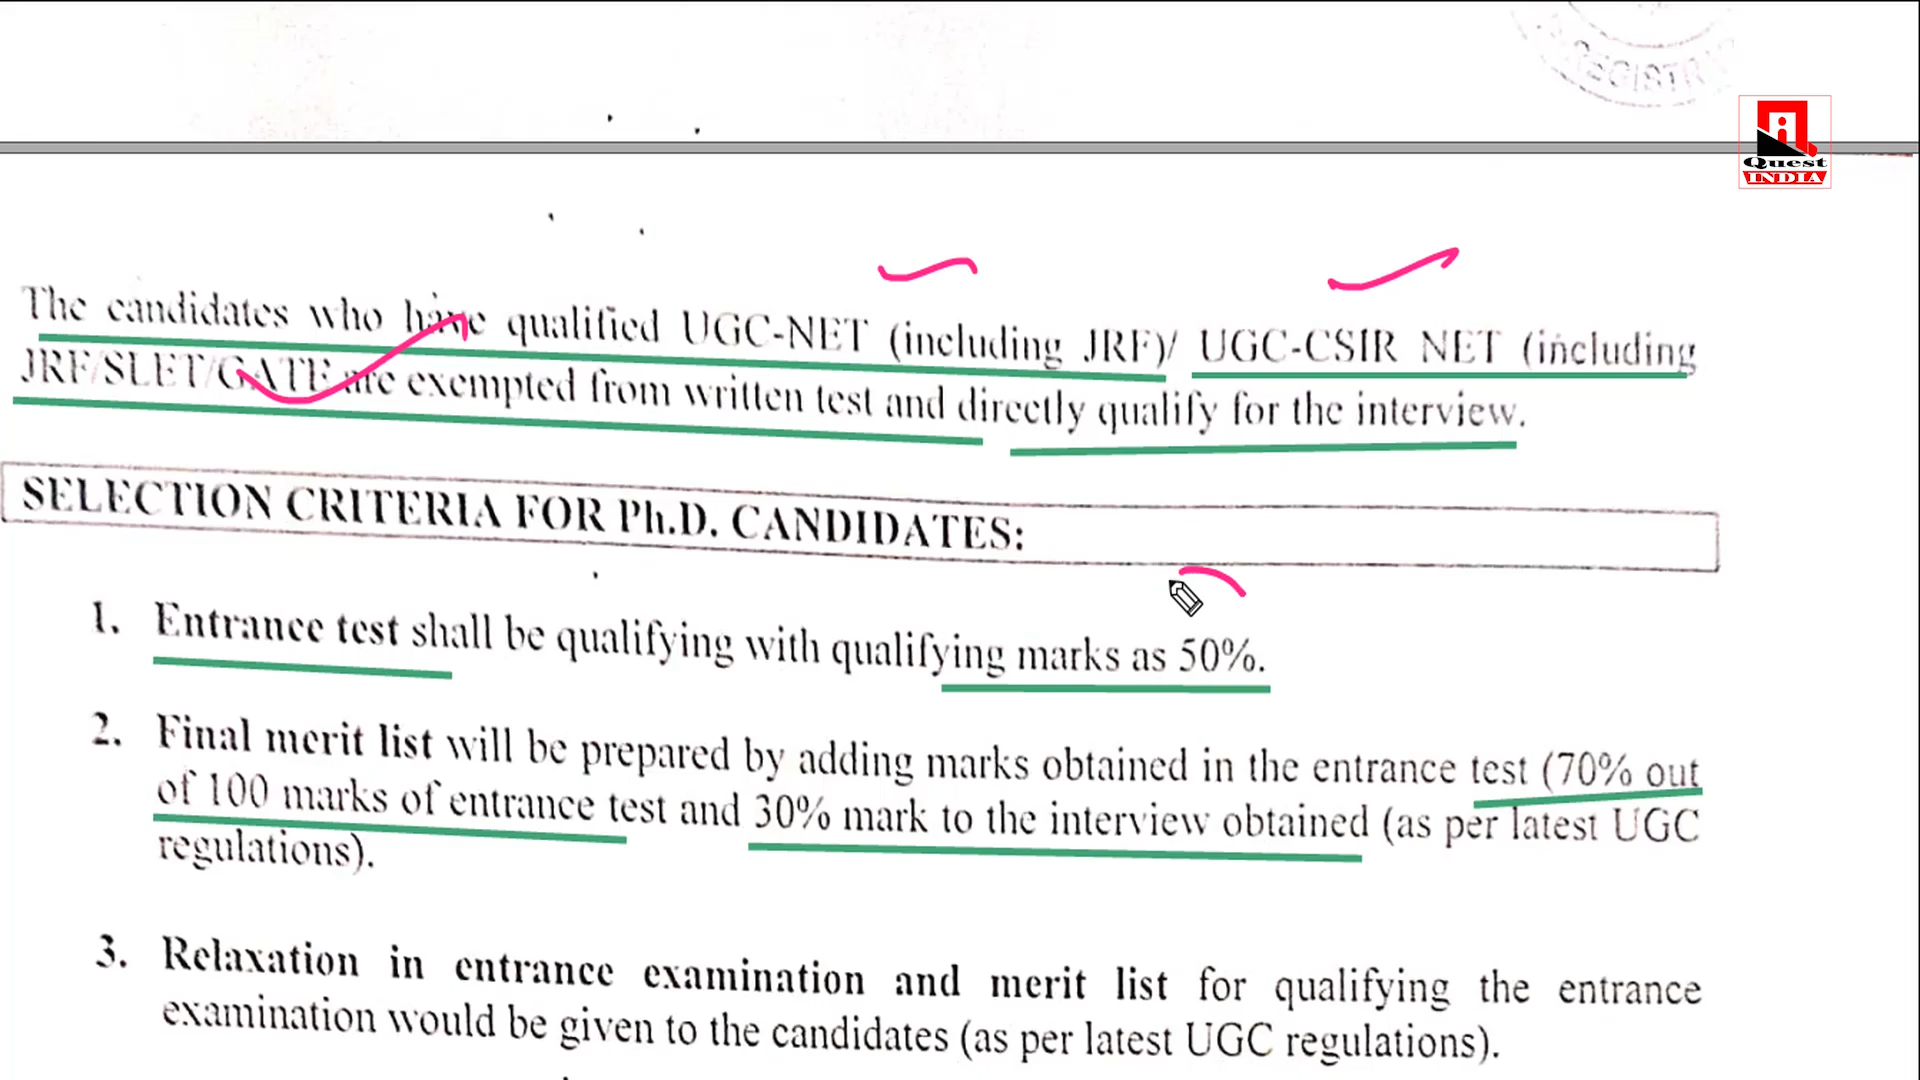 REGISTR
Quest
INDIA
The candidates who have qualified UGC-NET (including JRF)/ UGC-CSIR NET (including
JRF/SLET/GATE are exempted from written test and directly qualify for the interview.
SELECTION CRITERIA FOR Ph.D. CANDIDATES:
1. Entrance test shall be qualifying with qualifying marks as 50%.
2. Final merit list will be prepared by adding marks obtained in the entrance test (70% out
of 100 marks of entrance test and 30% mark to the interview obtained (as per latest UGC
regulations).
3. Relaxation in entrance examination and merit list for qualifying the entrance
examination would be given to the candidates (as per latest UGC regulations).